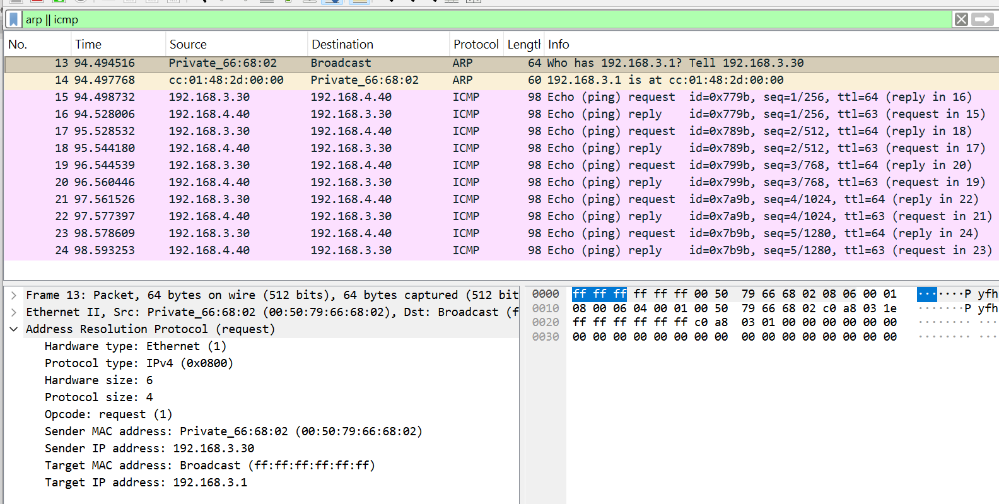 arp || icmp
No. Time Source Destination Protocol Length Info
13 94.494516 Private_66:68:02 Broadcast ARP 64 Who has 192.168.3.1? Tell 192.168.3.30
14 94.497768 cc:01:48:2d:00:00 Private_66:68:02 ARP 60 192.168.3.1 is at cc:01:48:2d:00:00
15 94.498732 192.168.3.30 192.168.4.40 ICMP 98 Echo (ping) request id=0x779b, seq=1/256, ttl=64 (reply in 16)
16 94.528006 192.168.4.40 192.168.3.30 ICMP 98 Echo (ping) reply id=0x779b, seq=1/256, ttl=63 (request in 15)
17 95.528532 192.168.3.30 192.168.4.40 ICMP 98 Echo (ping) request id=0x789b, seq=2/512, ttl=64 (reply in 18)
18 95.544180 192.168.4.40 192.168.3.30 ICMP 98 Echo (ping) reply id=0x789b, seq=2/512, ttl=63 (request in 17)
19 96.544539 192.168.3.30 192.168.4.40 ICMP 98 Echo (ping) request id=0x799b, seq=3/768, ttl=64 (reply in 20)
20 96.560446 192.168.4.40 192.168.3.30 ICMP 98 Echo (ping) reply id=0x799b, seq=3/768, ttl=63 (request in 19)
21 97.561526 192.168.3.30 192.168.4.40 ICMP 98 Echo (ping) request id=0x7a9b, seq=4/1024, ttl=64 (reply in 22)
22 97.577397 192.168.4.40 192.168.3.30 ICMP 98 Echo (ping) reply id=0x7a9b, seq=4/1024, ttl=63 (request in 21)
23 98.578609 192.168.3.30 192.168.4.40 ICMP 98 Echo (ping) request id=0x7b9b, seq=5/1280, ttl=64 (reply in 24)
24 98.593253 192.168.4.40 192.168.3.30 ICMP 98 Echo (ping) reply id=0x7b9b, seq=5/1280, ttl=63 (request in 23)
Frame 13: Packet, 64 bytes on wire (512 bits), 64 bytes captured (512 bit
Ethernet II, Src: Private_66:68:02 (00:50:79:66:68:02), Dst: Broadcast (f
Address Resolution Protocol (request)
Hardware type: Ethernet (1)
Protocol type: IPv4 (0x0800)
Hardware size: 6
Protocol size: 4
Opcode: request (1)
Sender MAC address: Private_66:68:02 (00:50:79:66:68:02)
Sender IP address: 192.168.3.30
Target MAC address: Broadcast (ff:ff:ff:ff:ff:ff)
Target IP address: 192.168.3.1
0000 ff ff ff ff ff ff 00 50 79 66 68 02 08 06 00 01 ·······P yfh
0010 08 00 06 04 00 01 00 50 79 66 68 02 c0 a8 03 1e ·······P yfh
0020 ff ff ff ff ff ff c0 a8 03 01 00 00 00 00 00 00 ········ ···
0030 00 00 00 00 00 00 00 00 00 00 00 00 00 00 00 00 ········ ···